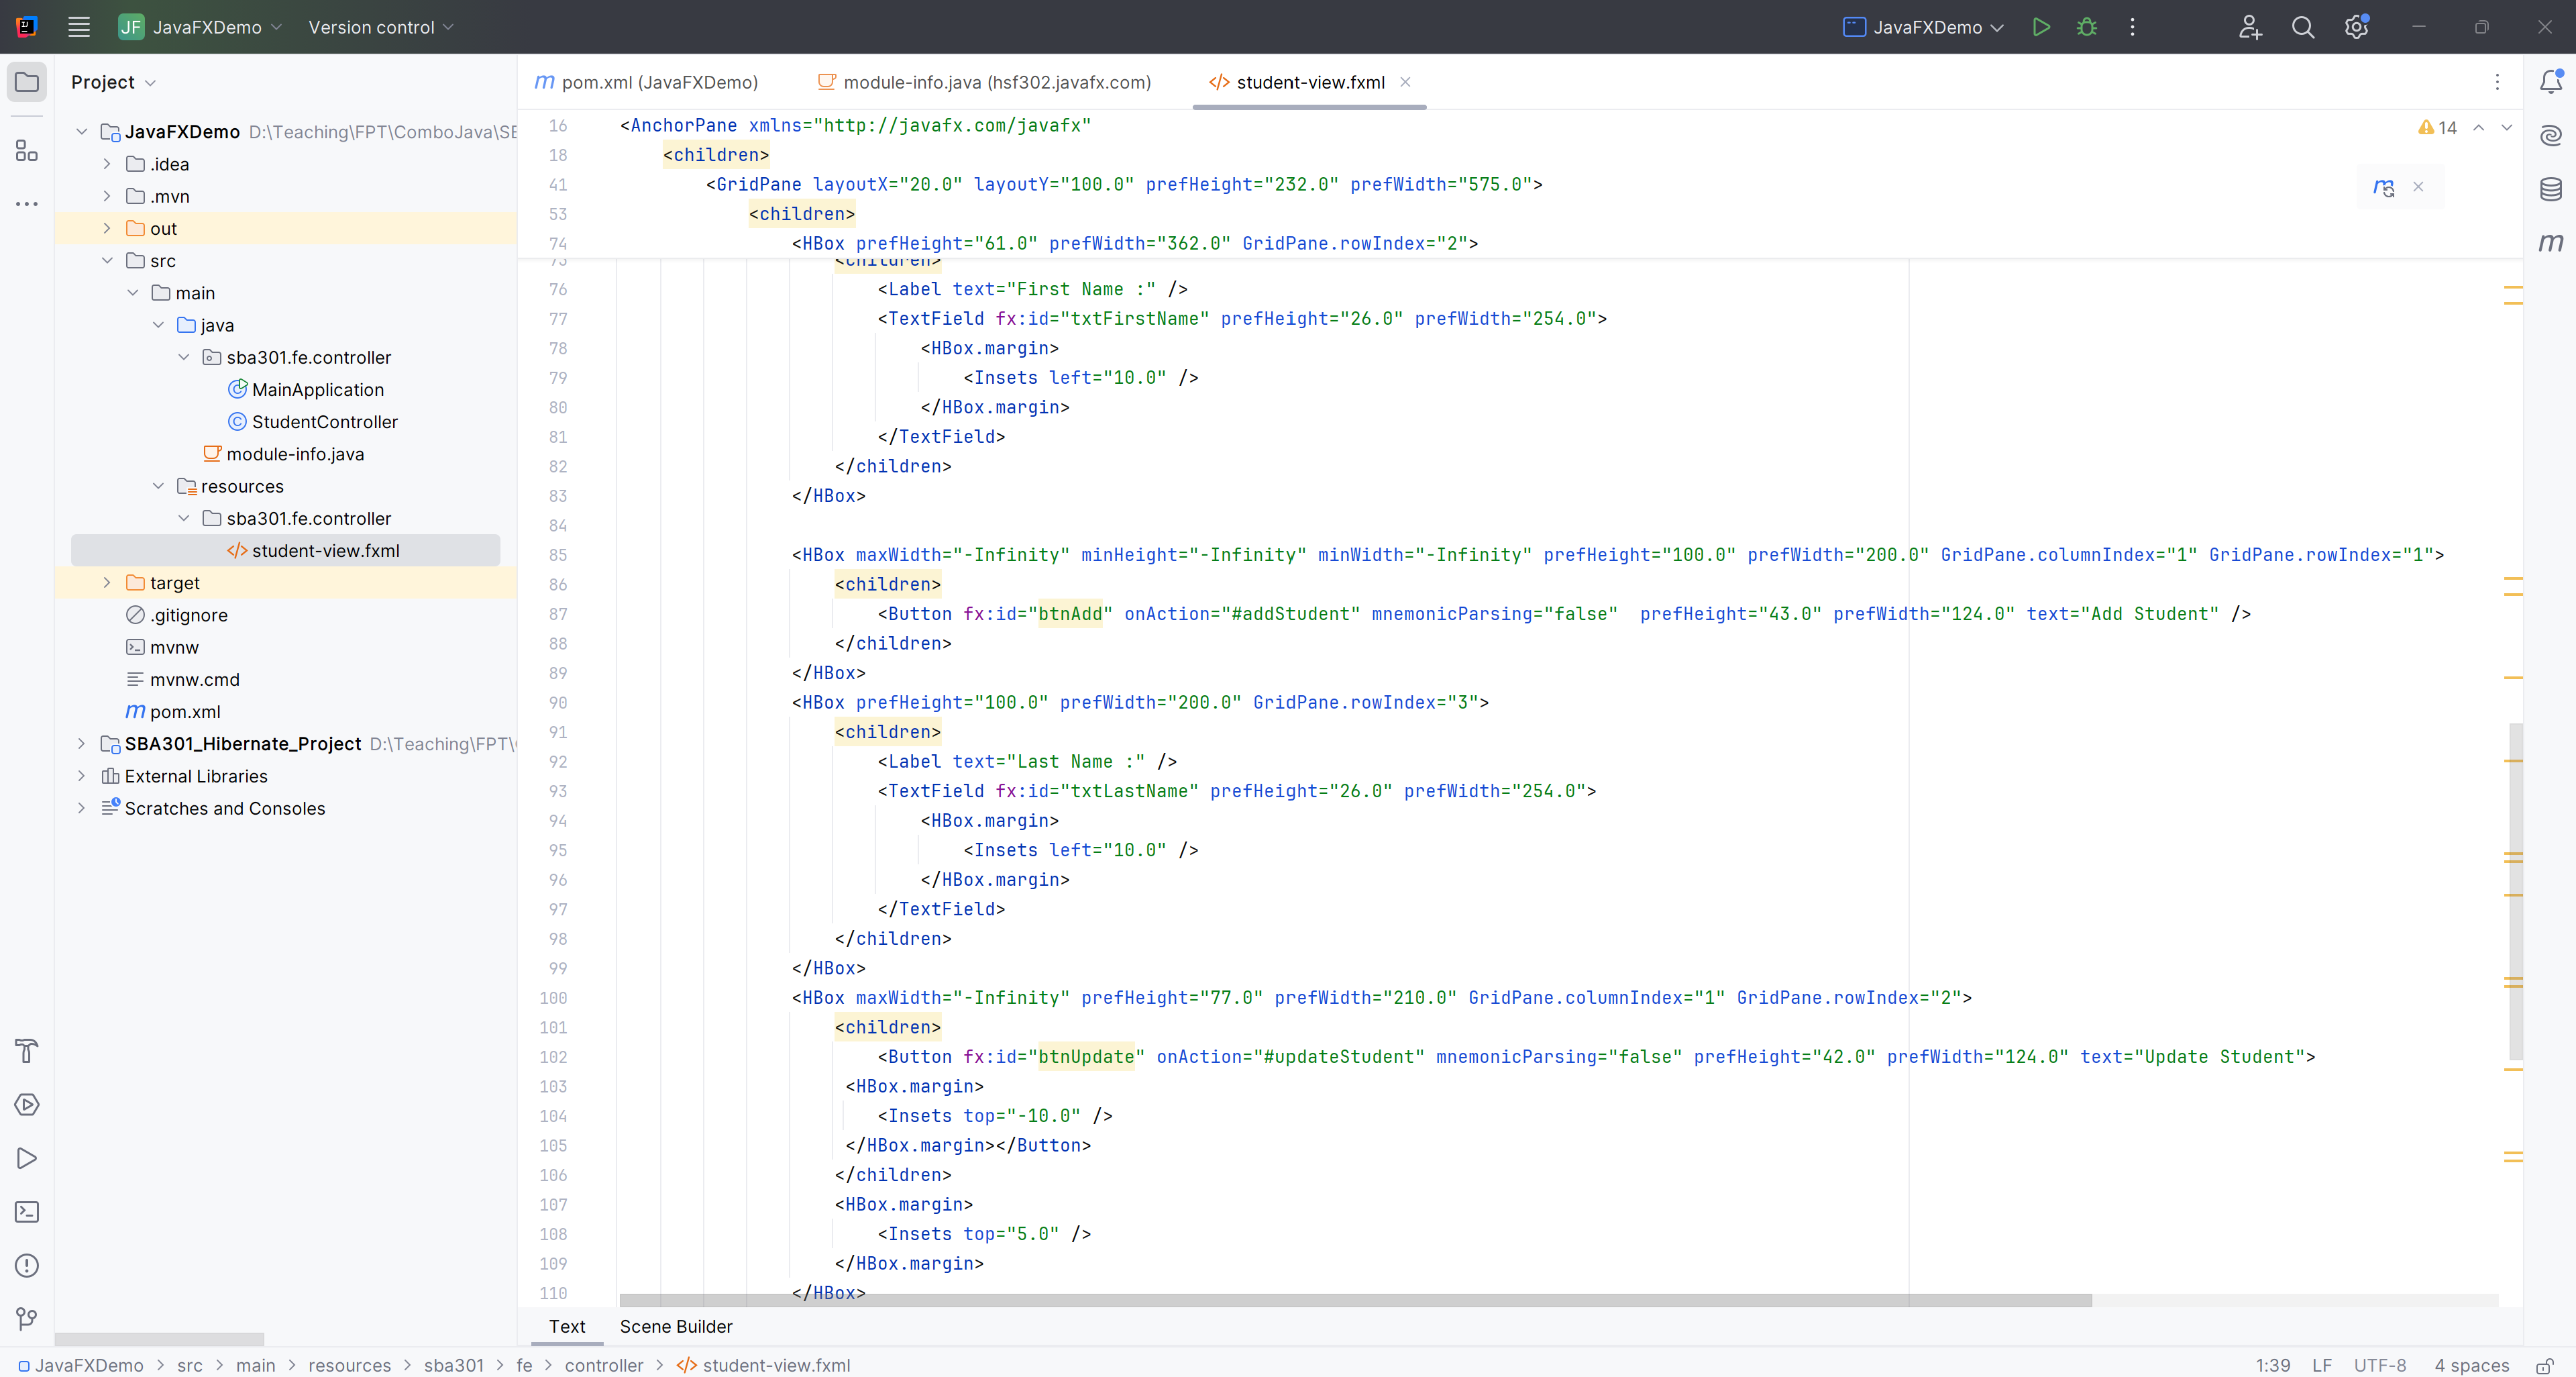 JF JavaFXDemo Version control JavaFXDemo
Project
JavaFXDemo D:\Teaching\FPT\ComboJava\SE
.idea
.mvn
out
src
main
java
sba301.fe.controller
MainApplication
StudentController
module-info.java
resources
sba301.fe.controller
student-view.fxml
target
.gitignore
mvnw
mvnw.cmd
pom.xml
SBA301_Hibernate_Project D:\Teaching\FPT\
External Libraries
Scratches and Consoles
pom.xml (JavaFXDemo) module-info.java (hsf302.javafx.com) student-view.fxml
14
16 <AnchorPane xmlns="http://javafx.com/javafx"
18 <children>
41 <GridPane layoutX="20.0" layoutY="100.0" prefHeight="232.0" prefWidth="575.0">
53 <children>
74 <HBox prefHeight="61.0" prefWidth="362.0" GridPane.rowIndex="2">
75 <children>
76 <Label text="First Name :" />
77 <TextField fx:id="txtFirstName" prefHeight="26.0" prefWidth="254.0">
78 <HBox.margin>
79 <Insets left="10.0" />
80 </HBox.margin>
81 </TextField>
82 </children>
83 </HBox>
84
85 <HBox maxWidth="-Infinity" minHeight="-Infinity" minWidth="-Infinity" prefHeight="100.0" prefWidth="200.0" GridPane.columnIndex="1" GridPane.rowIndex="1">
86 <children>
87 <Button fx:id="btnAdd" onAction="#addStudent" mnemonicParsing="false"  prefHeight="43.0" prefWidth="124.0" text="Add Student" />
88 </children>
89 </HBox>
90 <HBox prefHeight="100.0" prefWidth="200.0" GridPane.rowIndex="3">
91 <children>
92 <Label text="Last Name :" />
93 <TextField fx:id="txtLastName" prefHeight="26.0" prefWidth="254.0">
94 <HBox.margin>
95 <Insets left="10.0" />
96 </HBox.margin>
97 </TextField>
98 </children>
99 </HBox>
100 <HBox maxWidth="-Infinity" prefHeight="77.0" prefWidth="210.0" GridPane.columnIndex="1" GridPane.rowIndex="2">
101 <children>
102 <Button fx:id="btnUpdate" onAction="#updateStudent" mnemonicParsing="false" prefHeight="42.0" prefWidth="124.0" text="Update Student">
103 <HBox.margin>
104 <Insets top="-10.0" />
105 </HBox.margin></Button>
106 </children>
107 <HBox.margin>
108 <Insets top="5.0" />
109 </HBox.margin>
110 </HBox>
Text Scene Builder
JavaFXDemo > src > main > resources > sba301 > fe > controller > </> student-view.fxml 1:39 LF UTF-8 4 spaces